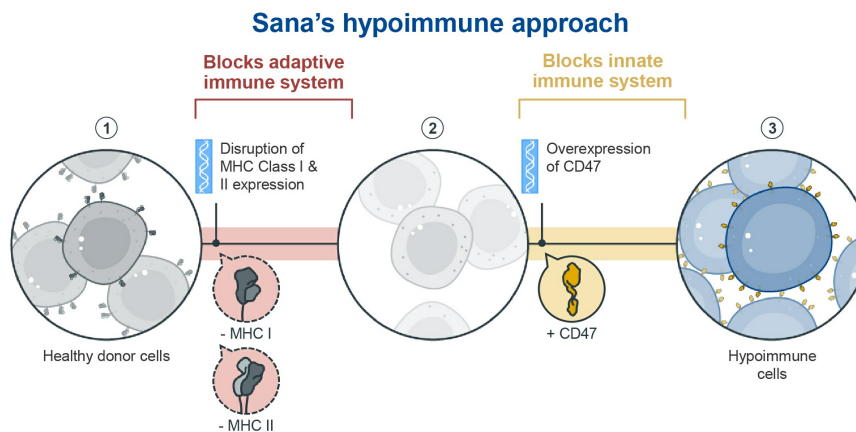 Sana's hypoimmune approach
Blocks adaptive
immune system
Blocks innate
immune system
1
2
3
Disruption of
MHC Class I &
II expression
Overexpression
of CD47
- MHC I
+ CD47
Healthy donor cells
Hypoimmune
cells
- MHC II